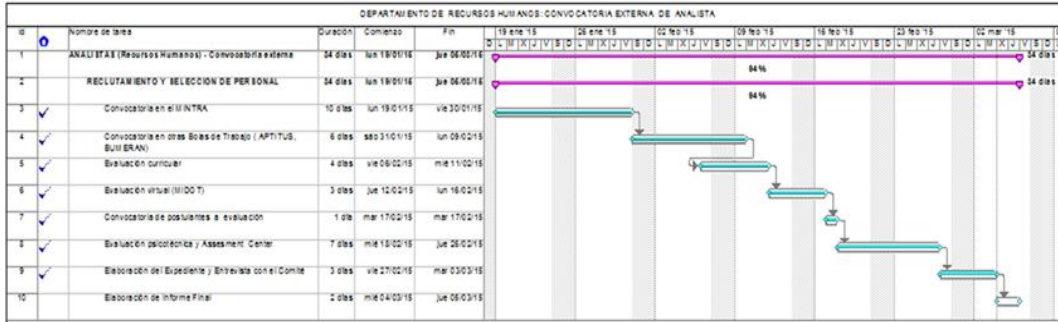 DEPARTAMENTO DE RECURSOS HUMANOS: CONVOCATORIA EXTERNA DE ANALISTA
Id Nombre de tarea Duración Comienzo Fin 19 ene '15 26 ene '15 02 feb '15 09 feb '15 16 feb '15 23 feb '15 02 mar '15
D L M X J V S D L M X J V S D L M X J V S D L M X J V S D L M X J V S D L M X J V S D L M X J V S D
1 ANALISTAS (Recursos Humanos) - Convocatoria externa 34 días lun 19/01/15 jue 05/03/15 34 días
94%
2 RECLUTAMIENTO Y SELECCION DE PERSONAL 34 días lun 19/01/15 jue 05/03/15 34 días
94%
3 Convocatoria en el MINTRA 10 días lun 19/01/15 vie 30/01/15
4 Convocatoria en otras Bolsas de Trabajo ( APTITUS, 6 días sáb 31/01/15 lun 09/02/15
BUMERAN)
5 Evaluación curricular 4 días vie 06/02/15 mié 11/02/15
6 Evaluación virtual 3 días jue 12/02/15 lun 16/02/15
7 Convocatoria de postulantes a evaluación 1 día mar 17/02/15 mar 17/02/15
8 Evaluación psicotécnica y Assesment Center 7 días mié 18/02/15 jue 26/02/15
9 Elaboración del Expediente y Entrevista con el Comité 3 días vie 27/02/15 mar 03/03/15
10 Elaboración de Informe Final 2 días mié 04/03/15 jue 05/03/15